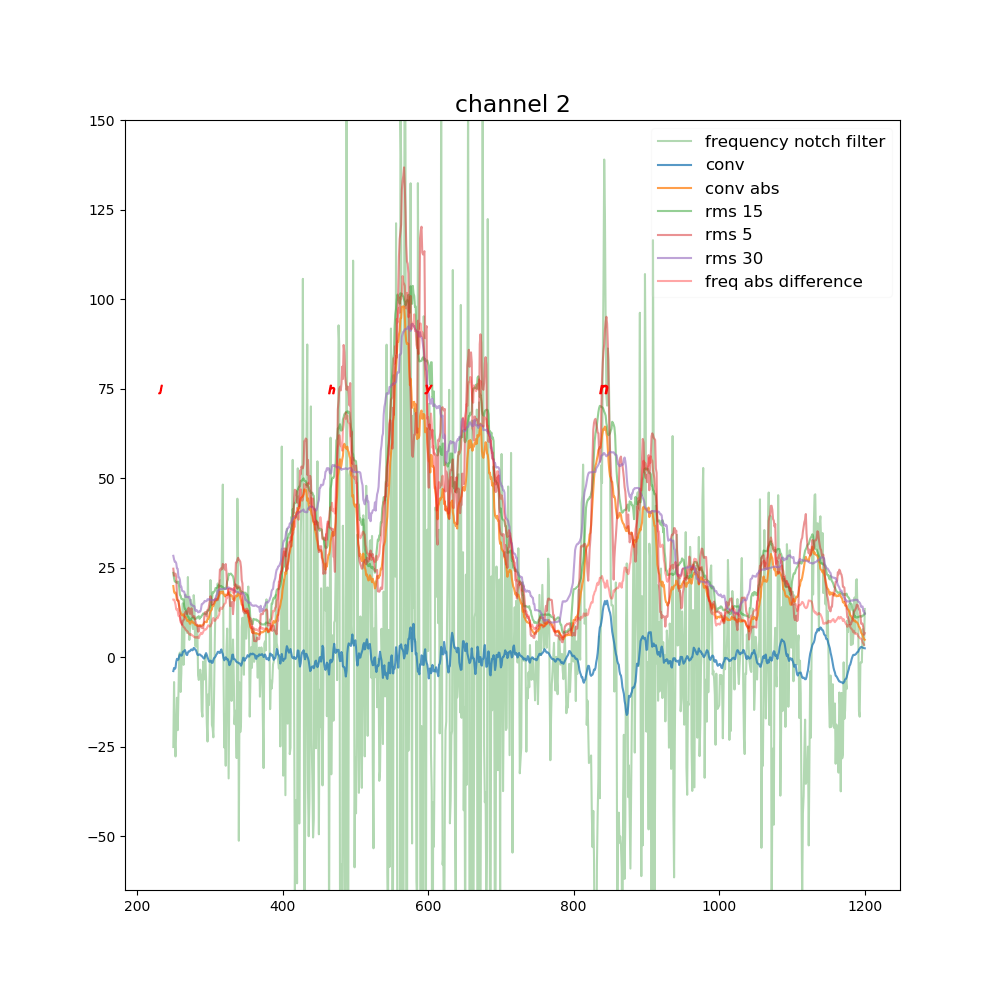 channel 2
frequency notch filter
conv
conv abs
rms 15
rms 5
rms 30
freq abs difference
150
125
100
75
50
25
0
−25
−50
J
h
y
n
200
400
600
800
1000
1200